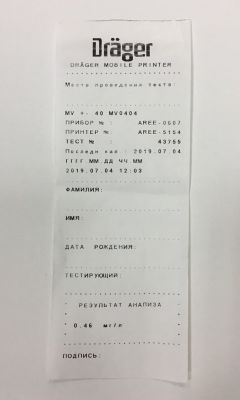 Dräger
DRÄGER MOBILE PRINTER
Место проведения теста
MV +- 40 MV0404
ПРИБОР № : AREE-0607
ПРИНТЕР № : AREE-5154
ТЕСТ № : 43755
Последн кал : 2019.07.04
ГГГГ.ММ.ДД ЧЧ:ММ
2019.07.04 12:03
ФАМИЛИЯ:
ИМЯ:
ДАТА РОЖДЕНИЯ:
ТЕСТИРУЮЩИЙ:
РЕЗУЛЬТАТ АНАЛИЗА
0.46 мг/л
ПОДПИСЬ: